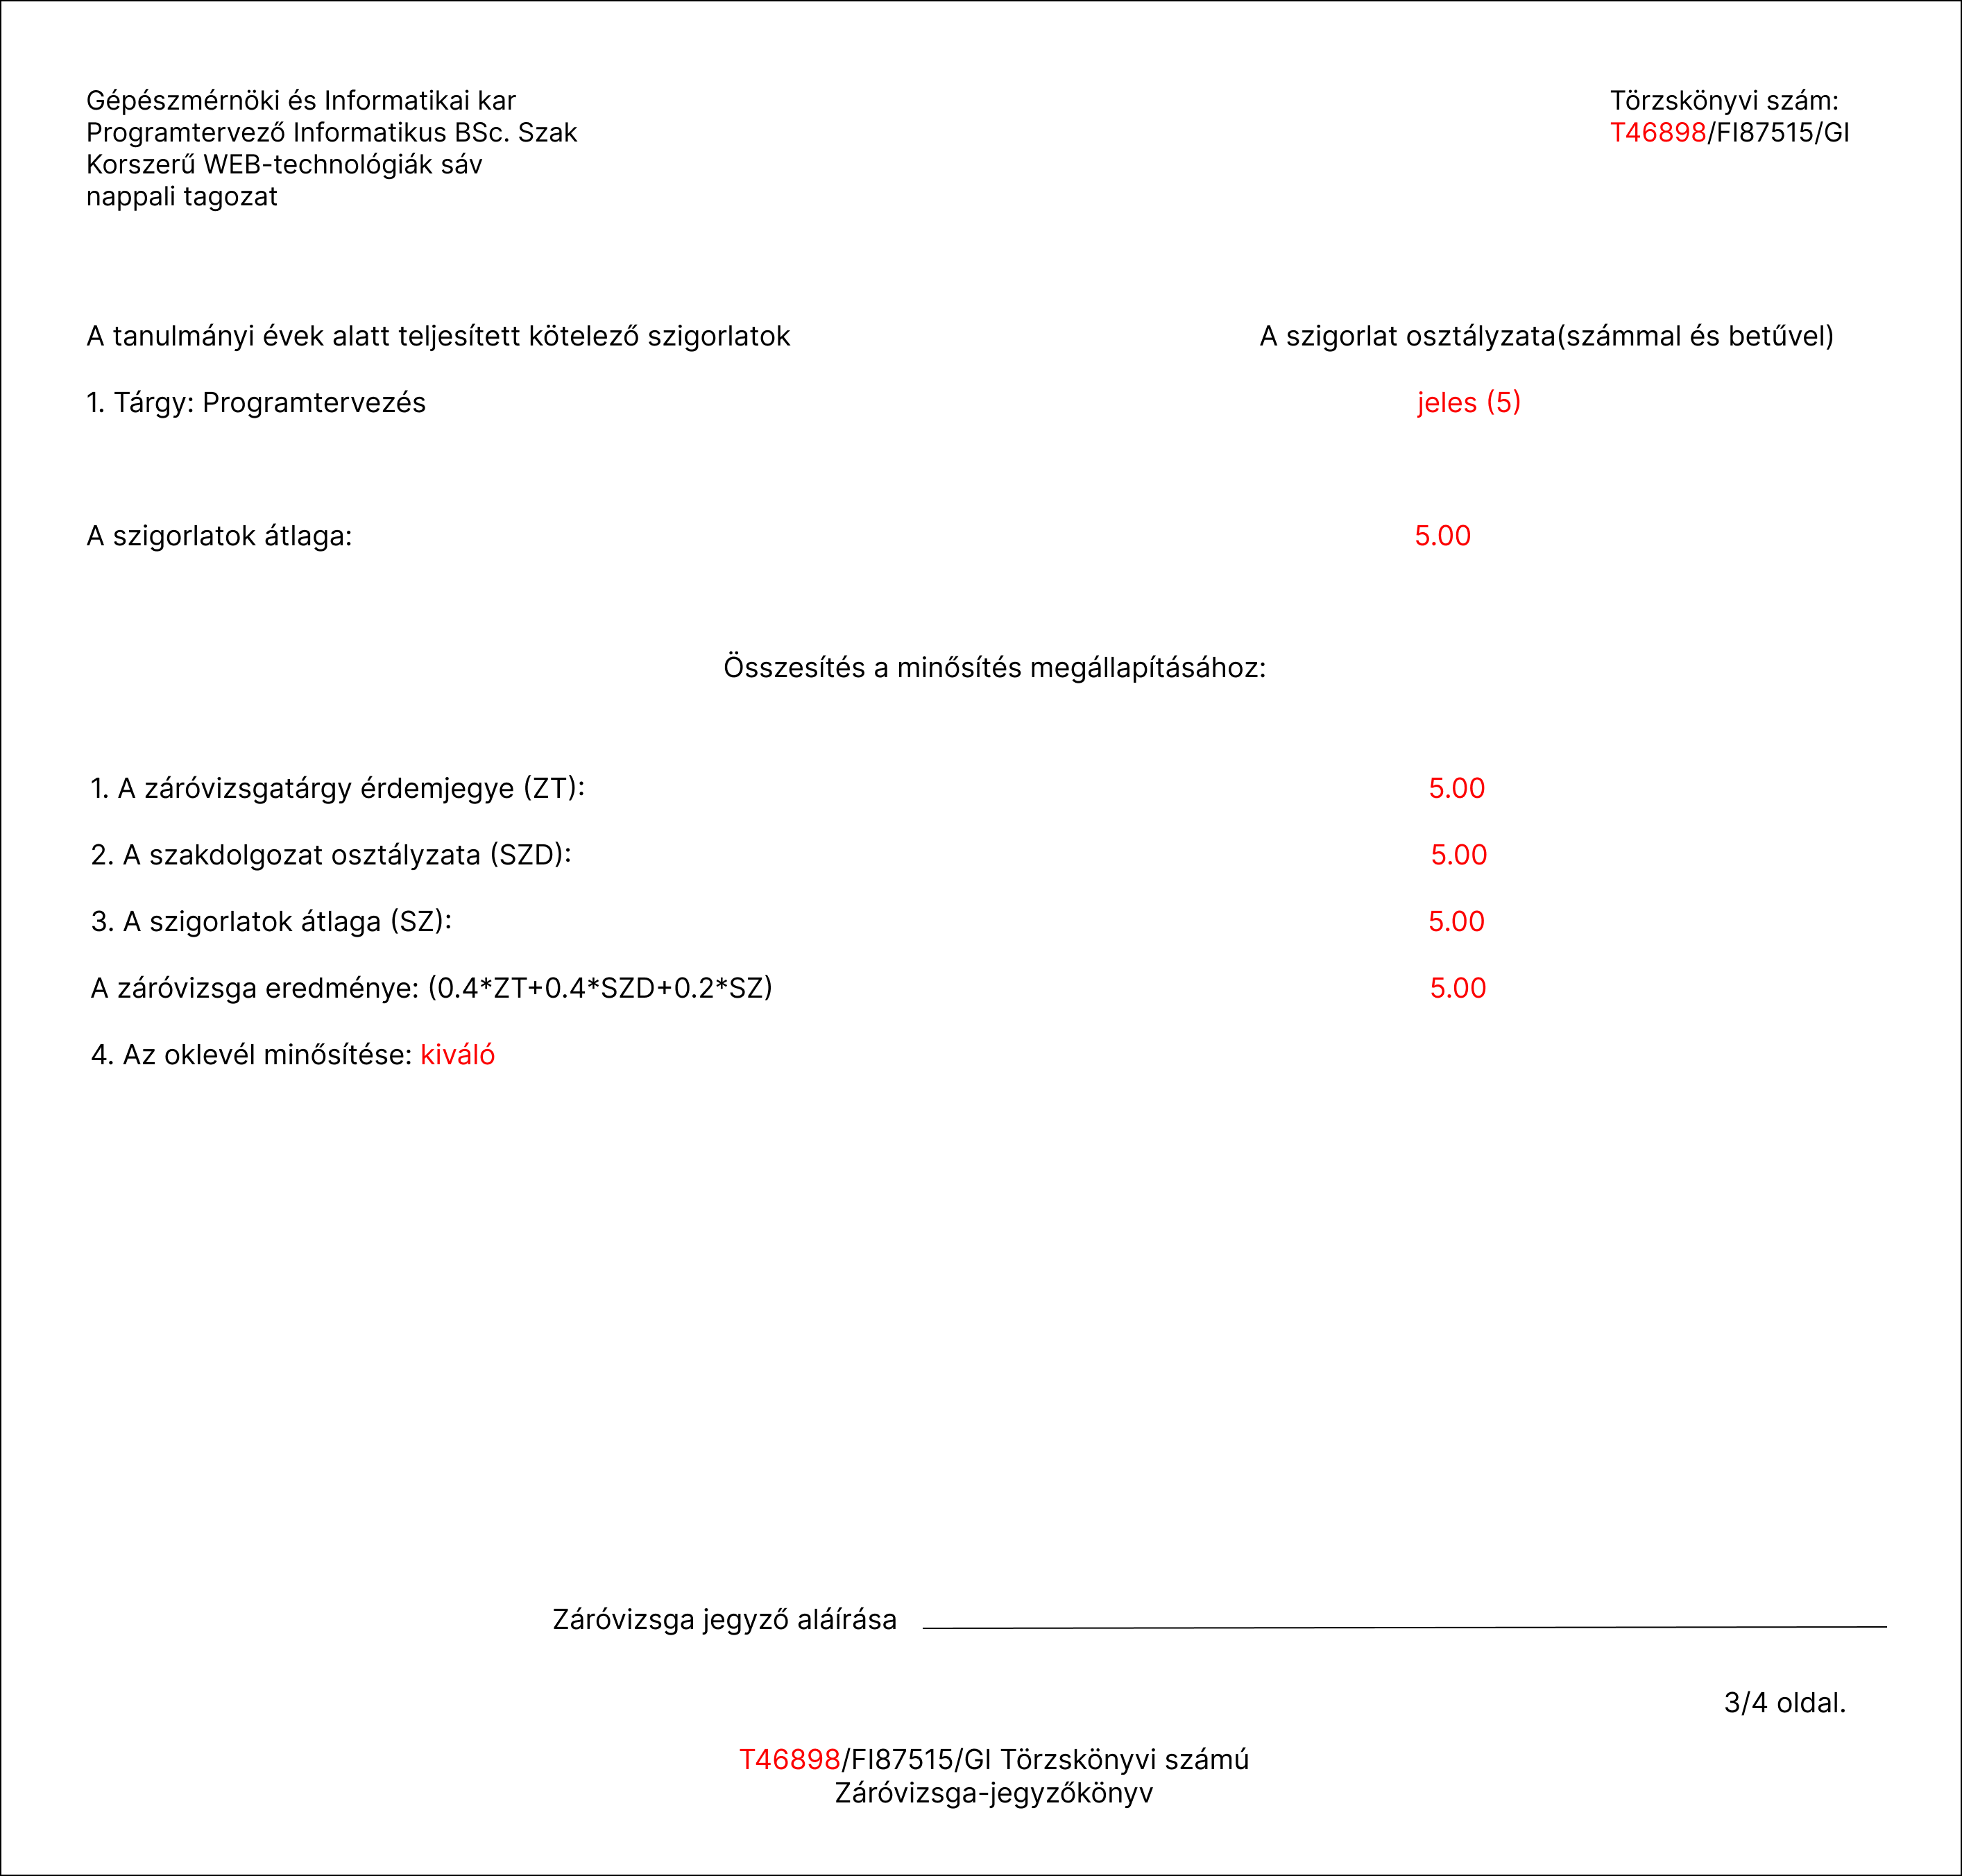 Gépészmérnöki és Informatikai kar
Programtervező Informatikus BSc. Szak
Korszerű WEB-technológiák sáv
nappali tagozat
Törzskönyvi szám:
T46898/FI87515/GI
A tanulmányi évek alatt teljesített kötelező szigorlatok A szigorlat osztályzata(számmal és betűvel)
1. Tárgy: Programtervezés jeles (5)
A szigorlatok átlaga: 5.00
Összesítés a minősítés megállapításához:
1. A záróvizsgatárgy érdemjegye (ZT): 5.00
2. A szakdolgozat osztályzata (SZD): 5.00
3. A szigorlatok átlaga (SZ): 5.00
A záróvizsga eredménye: (0.4*ZT+0.4*SZD+0.2*SZ) 5.00
4. Az oklevél minősítése: kiváló
Záróvizsga jegyző aláírása
3/4 oldal.
T46898/FI87515/GI Törzskönyvi számú
Záróvizsga-jegyzőkönyv